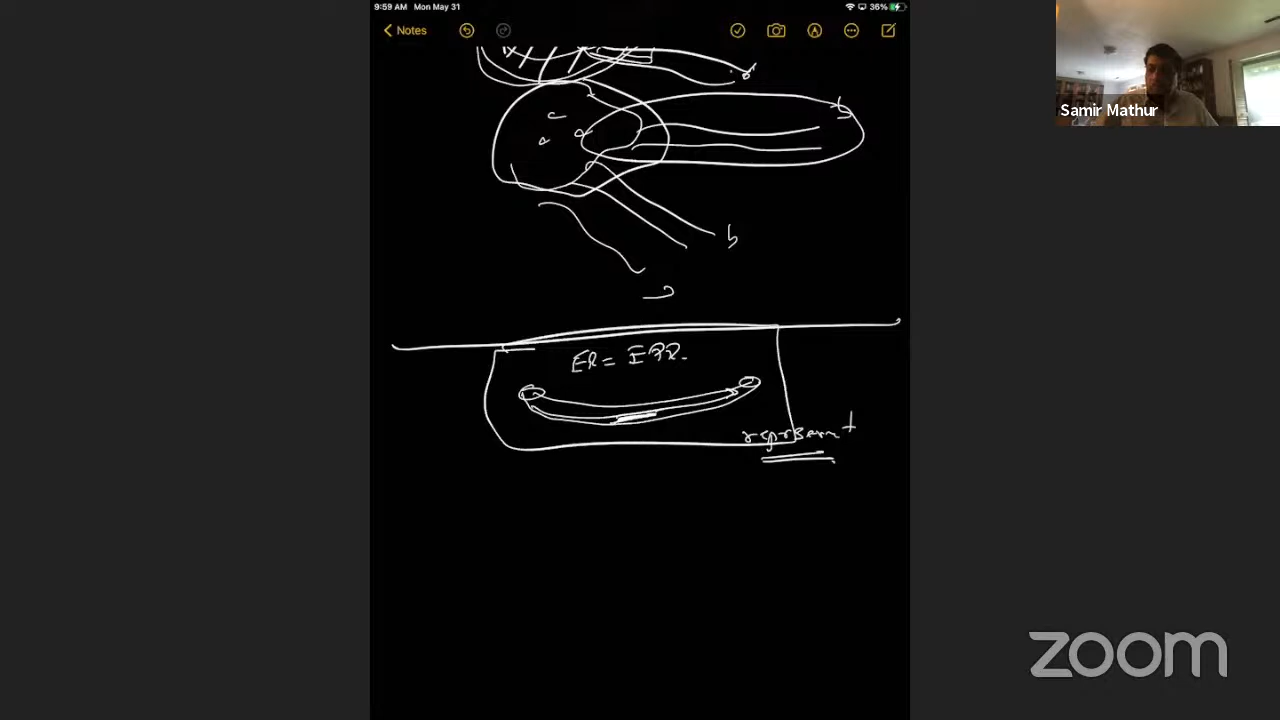 9:59 AM Mon May 31
36%
Notes
Samir Mathur
b
ER = EPR.
represent
zoom